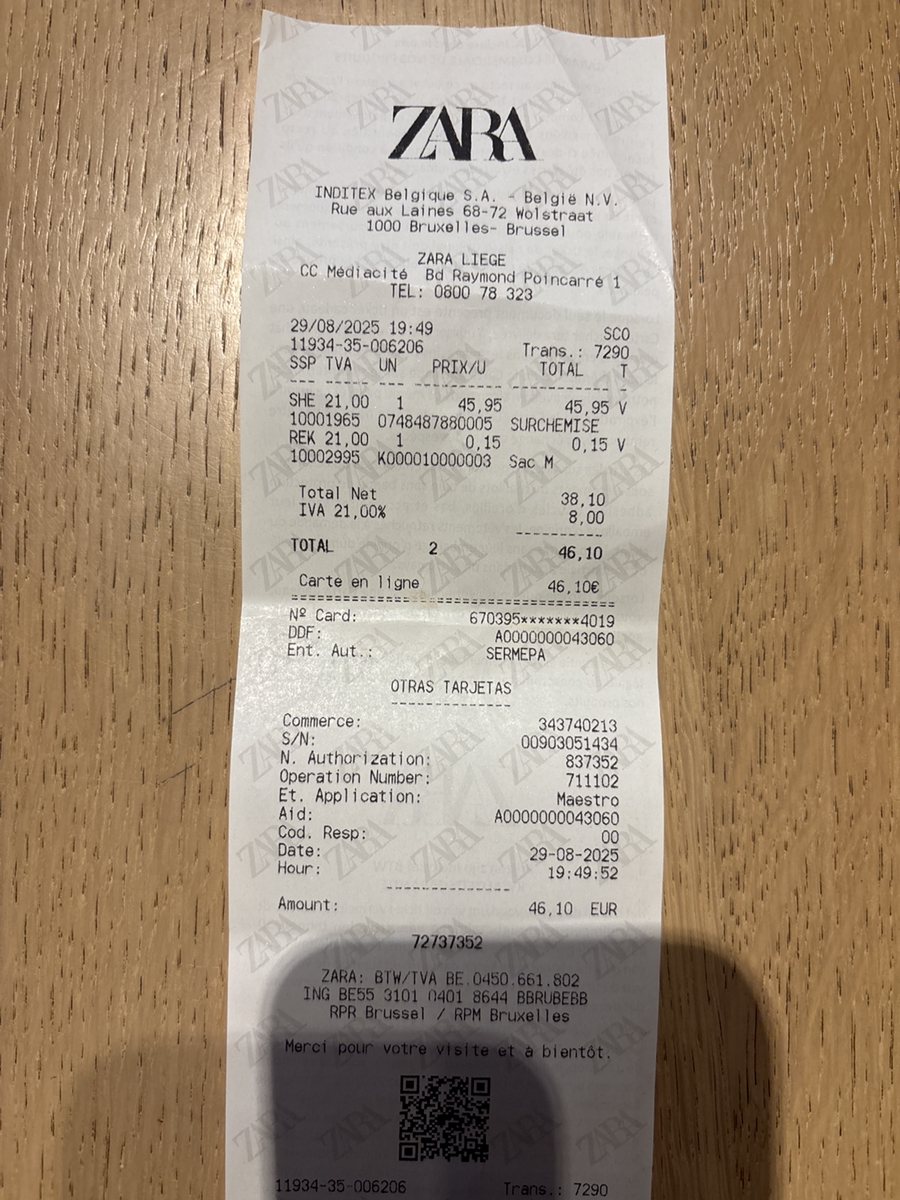 ZARA
INDITEX Belgique S.A. - België N.V.
Rue aux Laines 68-72 Wolstraat
1000 Bruxelles- Brussel
ZARA LIEGE
CC Médiacité Bd Raymond Poincarré 1
TEL: 0800 78 323
29/08/2025 19:49 SCO
11934-35-006206 Trans.: 7290
SSP TVA UN PRIX/U TOTAL T
SHE 21,00 1 45,95 45,95 V
10001965 0748487880005 SURCHEMISE
REK 21,00 1 0,15 0,15 V
10002995 K000010000003 Sac M
Total Net 38,10
IVA 21,00% 8,00
TOTAL 2 46,10
Carte en ligne 46,10€
Nº Card: 670395*******4019
DDF: A0000000043060
Ent. Aut.: SERMEPA
OTRAS TARJETAS
Commerce: 343740213
S/N: 00903051434
N. Authorization: 837352
Operation Number: 711102
Et. Application: Maestro
Aid: A0000000043060
Cod. Resp: 00
Date: 29-08-2025
Hour: 19:49:52
Amount: 46,10 EUR
72737352
ZARA: BTW/TVA BE.0450.661.802
ING BE55 3101 0401 8644 BBRUBEBB
RPR Brussel / RPM Bruxelles
Merci pour votre visite et à bientôt.
11934-35-006206 Trans.: 7290